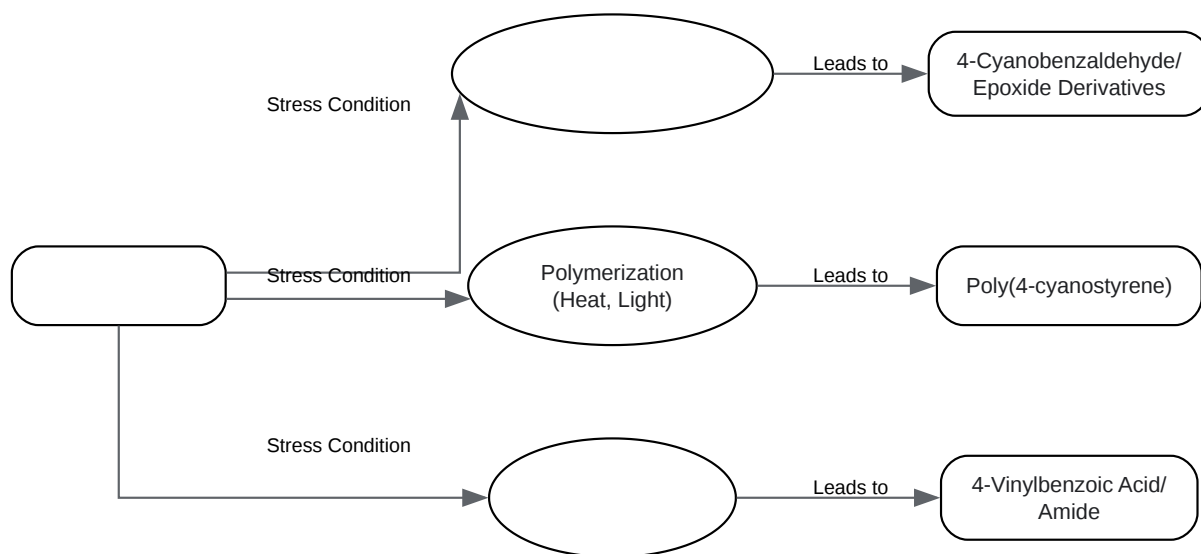 Leads to
4-Cyanobenzaldehyde/
Epoxide Derivatives
Stress Condition
Stress Condition
Polymerization
(Heat, Light)
Leads to
Poly(4-cyanostyrene)
Stress Condition
Leads to
4-Vinylbenzoic Acid/
Amide